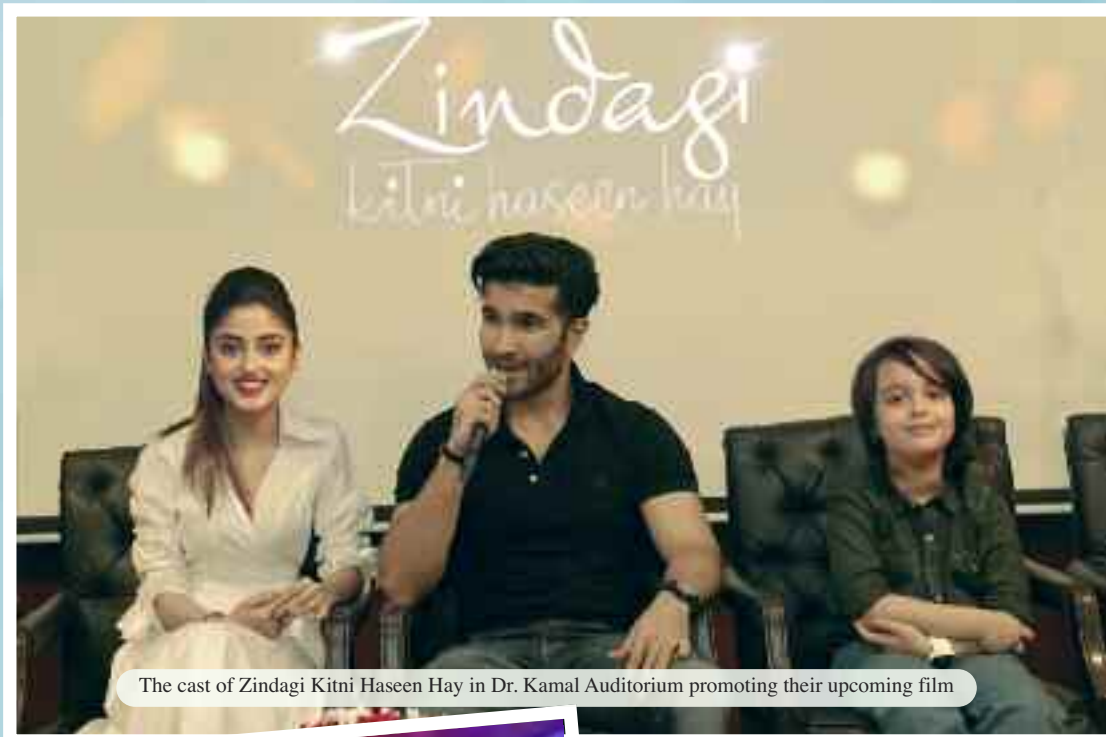 Zindagi
kitni haseen hay
The cast of Zindagi Kitni Haseen Hay in Dr. Kamal Auditorium promoting their upcoming film